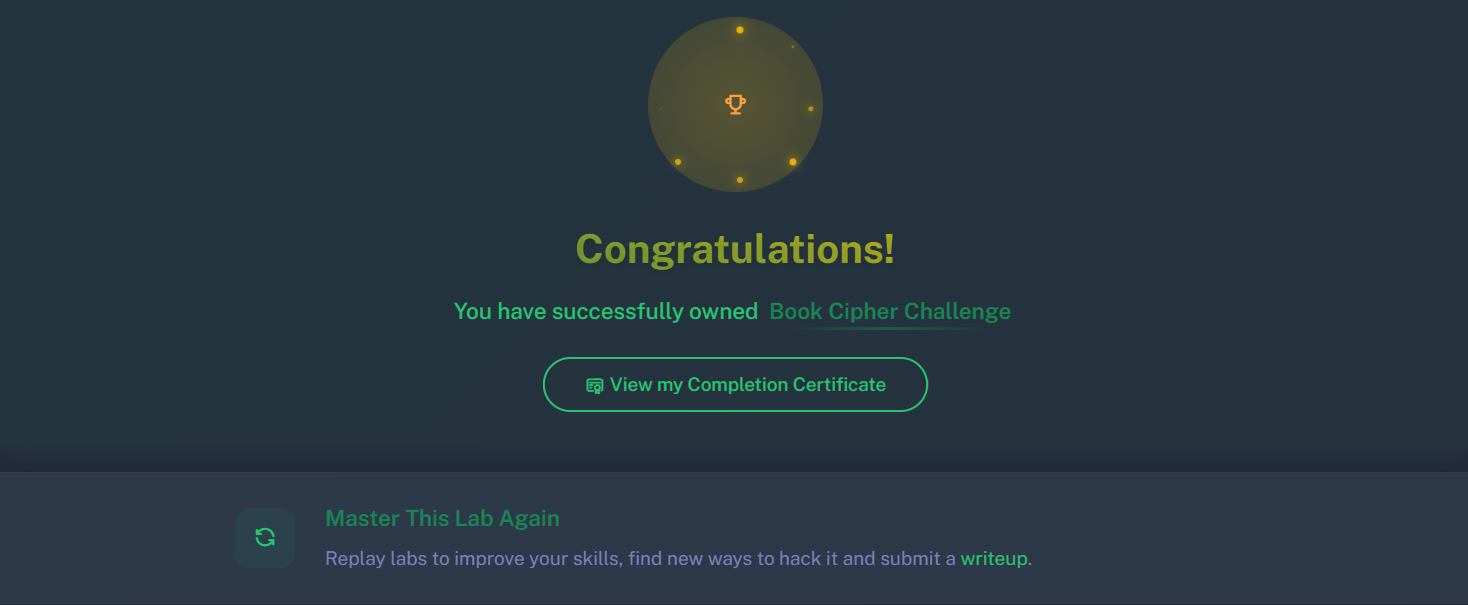 Congratulations!
You have successfully owned Book Cipher Challenge
View my Completion Certificate
Master This Lab Again
Replay labs to improve your skills, find new ways to hack it and submit a writeup.